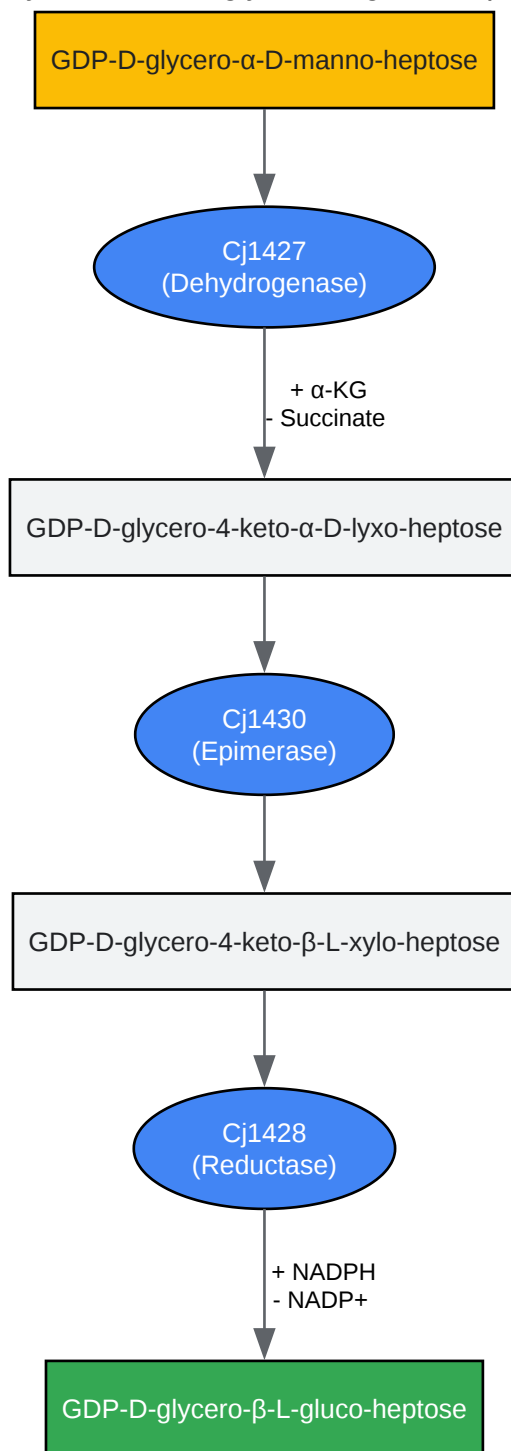 GDP-D-glycero-α-D-manno-heptose
Cj1427
(Dehydrogenase)
+ α-KG
- Succinate
GDP-D-glycero-4-keto-α-D-lyxo-heptose
Cj1430
(Epimerase)
GDP-D-glycero-4-keto-β-L-xylo-heptose
Cj1428
(Reductase)
+ NADPH
- NADP+
GDP-D-glycero-β-L-gluco-heptose